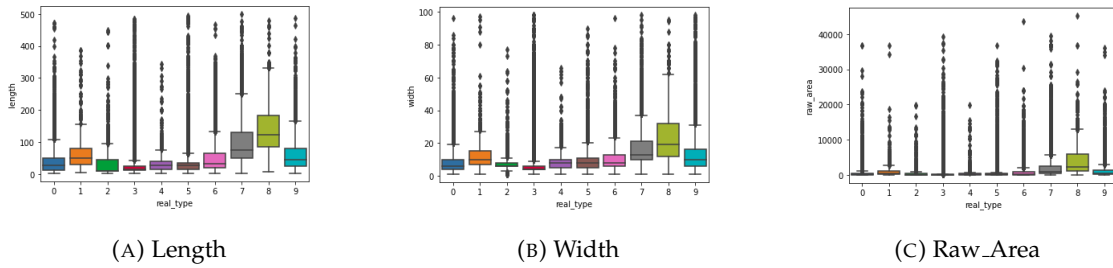 500
400
300
200
100
0
length
0 1 2 3 4 5 6 7 8 9
real_type
(A) Length
100
80
60
40
20
0
width
0 1 2 3 4 5 6 7 8 9
real_type
(B) Width
40000
30000
20000
10000
0
raw_area
0 1 2 3 4 5 6 7 8 9
real_type
(C) Raw_Area